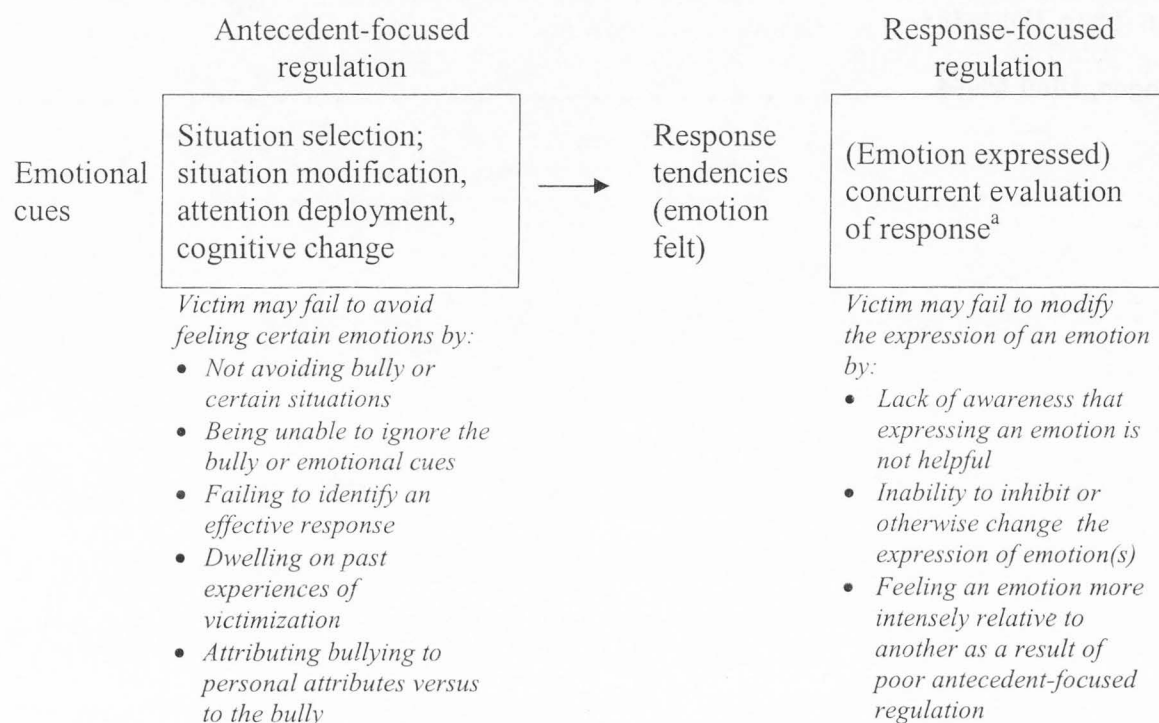 Antecedent-focused
regulation
Response-focused
regulation
Emotional
cues
Situation selection;
situation modification,
attention deployment,
cognitive change
Response
tendencies
(emotion
felt)
(Emotion expressed)
concurrent evaluation
of responseᵃ
Victim may fail to avoid
feeling certain emotions by:
• Not avoiding bully or
certain situations
• Being unable to ignore the
bully or emotional cues
• Failing to identify an
effective response
• Dwelling on past
experiences of
victimization
• Attributing bullying to
personal attributes versus
to the bully
Victim may fail to modify
the expression of an emotion
by:
• Lack of awareness that
expressing an emotion is
not helpful
• Inability to inhibit or
otherwise change the
expression of emotion(s)
• Feeling an emotion more
intensely relative to
another as a result of
poor antecedent-focused
regulation